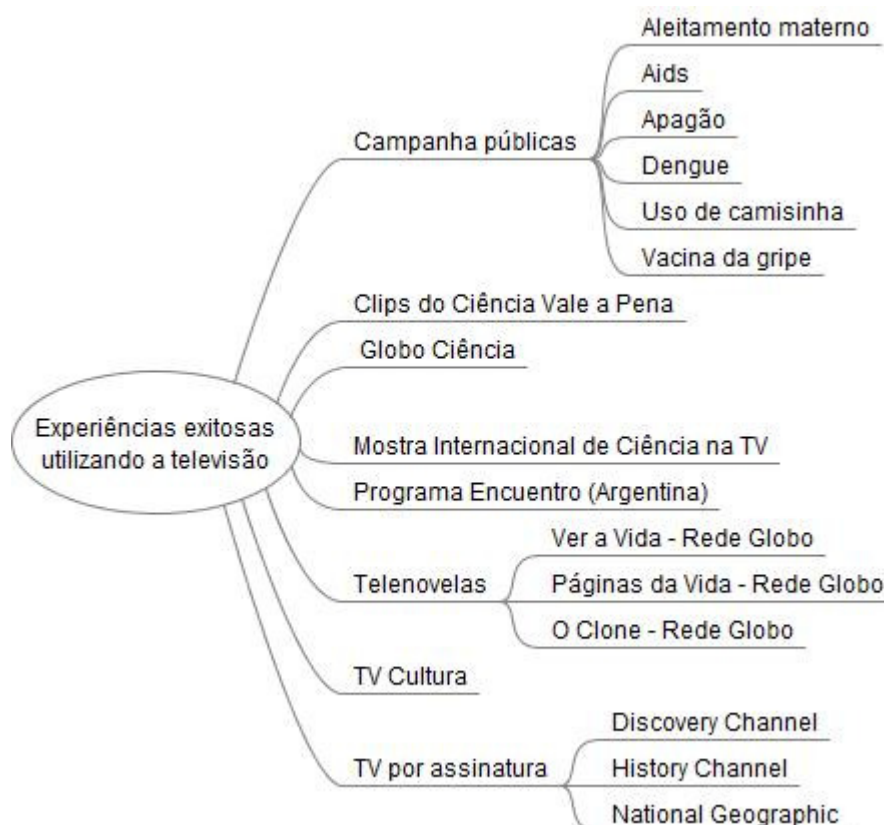 Experiências exitosas
utilizando a televisão
Campanha públicas
Aleitamento materno
Aids
Apagão
Dengue
Uso de camisinha
Vacina da gripe
Clips do Ciência Vale a Pena
Globo Ciência
Mostra Internacional de Ciência na TV
Programa Encuentro (Argentina)
Telenovelas
Ver a Vida - Rede Globo
Páginas da Vida - Rede Globo
O Clone - Rede Globo
TV Cultura
TV por assinatura
Discovery Channel
History Channel
National Geographic